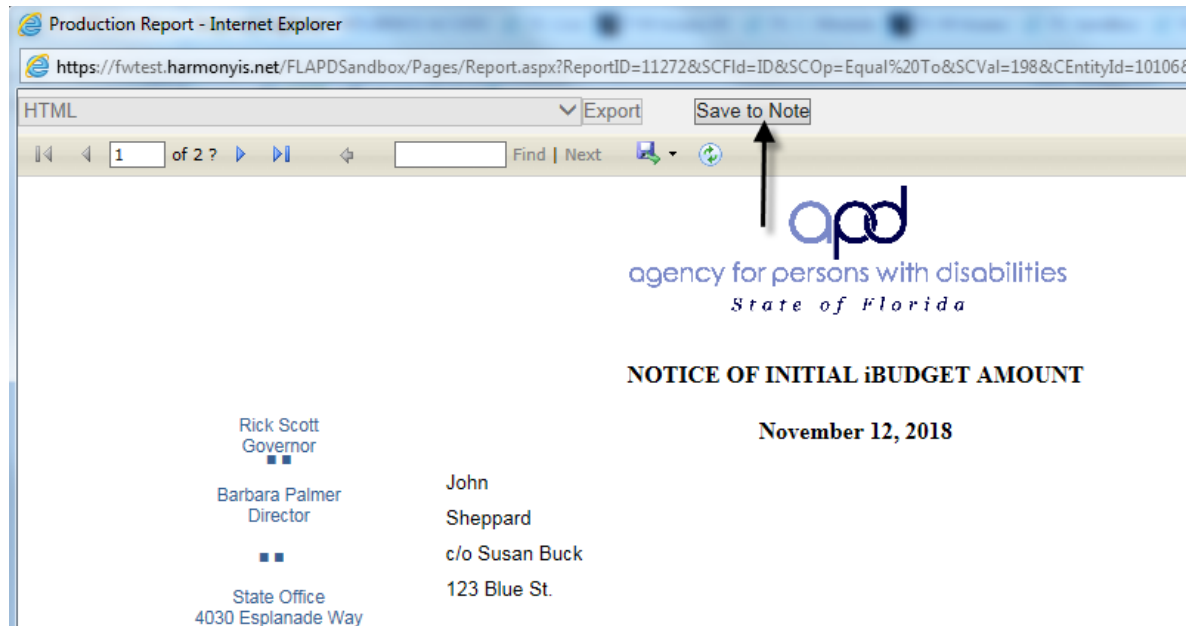 Production Report - Internet Explorer
https://fwtest.harmonyis.net/FLAPDSandbox/Pages/Report.aspx?ReportID=11272&SCFId=ID&SCOp=Equal%20To&SCVal=198&CEntityId=10106&
HTML Export Save to Note
1 of 2 ? Find | Next
apd
agency for persons with disabilities
State of Florida
NOTICE OF INITIAL iBUDGET AMOUNT
November 12, 2018
Rick Scott
Governor
Barbara Palmer
Director
State Office
4030 Esplanade Way
John
Sheppard
c/o Susan Buck
123 Blue St.